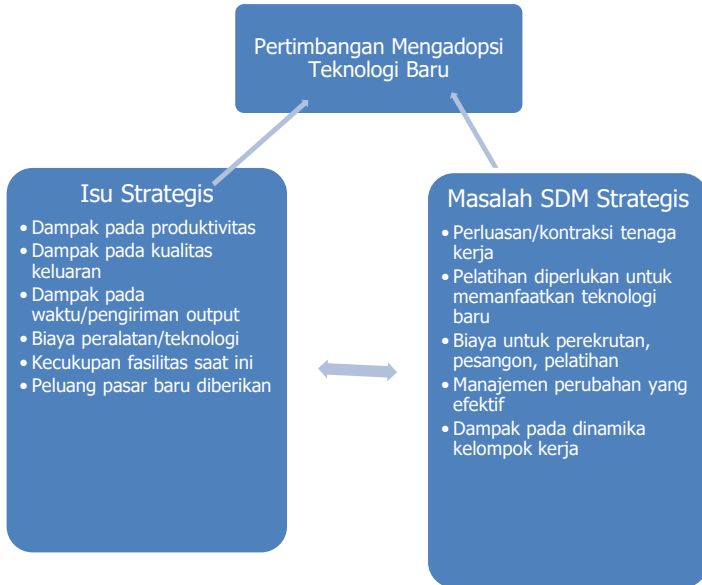 Pertimbangan Mengadopsi
Teknologi Baru
Isu Strategis
• Dampak pada produktivitas
• Dampak pada kualitas
keluaran
• Dampak pada
waktu/pengiriman output
• Biaya peralatan/teknologi
• Kecukupan fasilitas saat ini
• Peluang pasar baru diberikan
Masalah SDM Strategis
• Perluasan/kontraksi tenaga
kerja
• Pelatihan diperlukan untuk
memanfaatkan teknologi
baru
• Biaya untuk perekrutan,
pesangon, pelatihan
• Manajemen perubahan yang
efektif
• Dampak pada dinamika
kelompok kerja